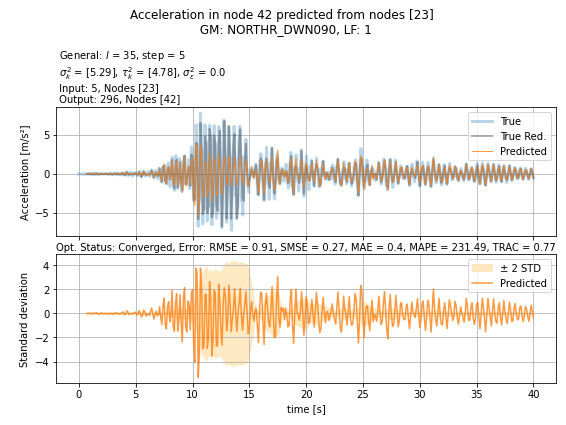 Acceleration in node 42 predicted from nodes [23]
GM: NORTHR_DWN090, LF: 1
General: l = 35, step = 5
σ²ₖ = [5.29], τ²ₖ = [4.78], σ²ε = 0.0
Input: 5, Nodes [23]
Output: 296, Nodes [42]
Acceleration [m/s²]
5
0
−5
True
True Red.
Predicted
Opt. Status: Converged, Error: RMSE = 0.91, SMSE = 0.27, MAE = 0.4, MAPE = 231.49, TRAC = 0.77
Standard deviation
4
2
0
−2
−4
± 2 STD
Predicted
0 5 10 15 20 25 30 35 40
time [s]